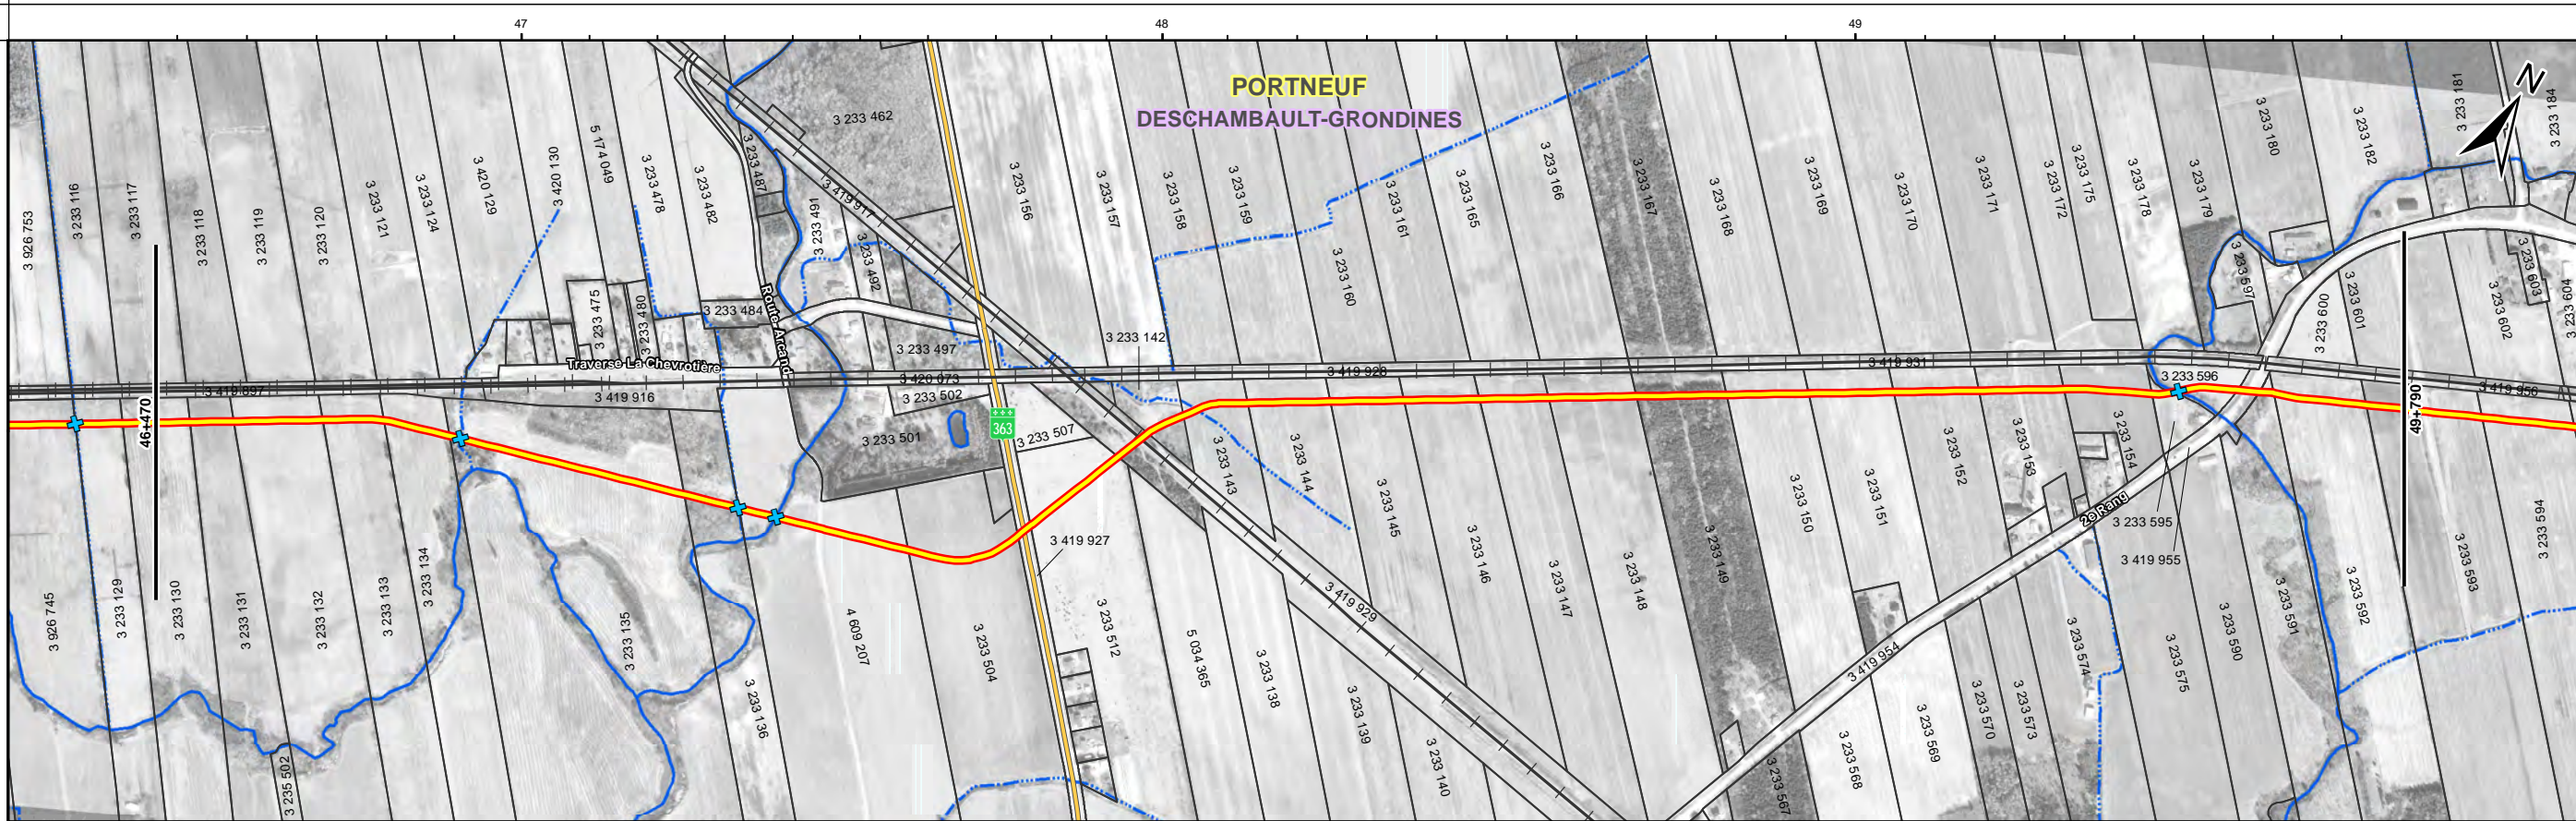 47
48
49
PORTNEUF
DESCHAMBAULT-GRONDINES
N
3 926 753
3 233 116
3 233 117
3 233 118
3 233 119
3 233 120
3 233 121
3 233 124
3 420 129
3 420 130
5 174 049
3 233 478
3 233 482
3 233 487
3 233 462
3 419 917
3 233 491
3 233 492
3 233 156
3 233 157
3 233 158
3 233 159
3 233 160
3 233 161
3 233 165
3 233 166
3 233 167
3 233 168
3 233 169
3 233 170
3 233 171
3 233 172
3 233 175
3 233 178
3 233 179
3 233 180
3 233 182
3 233 181
3 233 184
3 233 475
3 233 480
3 233 484
Route Arcand
Traverse-La Chevrotière
3 233 497
3 233 142
3 233 597
3 233 600
3 233 601
3 233 602
3 233 603
3 233 604
3 419 897
3 419 916
3 420 073
3 233 502
3 419 928
3 419 931
3 233 596
3 419 956
46+470
49+790
363
3 233 501
3 233 507
3 233 143
3 233 144
3 233 145
3 233 146
3 233 147
3 233 148
3 233 149
3 233 150
3 233 151
3 233 152
3 233 153
3 233 154
2e Rang
3 233 595
3 419 955
3 419 927
3 419 929
3 419 954
3 926 745
3 233 129
3 233 130
3 233 131
3 233 132
3 233 133
3 233 134
3 233 135
3 233 136
4 609 207
3 233 504
3 233 512
5 034 365
3 233 138
3 233 139
3 233 140
3 233 567
3 233 568
3 233 569
3 233 570
3 233 573
3 233 574
3 233 575
3 233 590
3 233 591
3 233 592
3 233 593
3 233 594
3 235 502